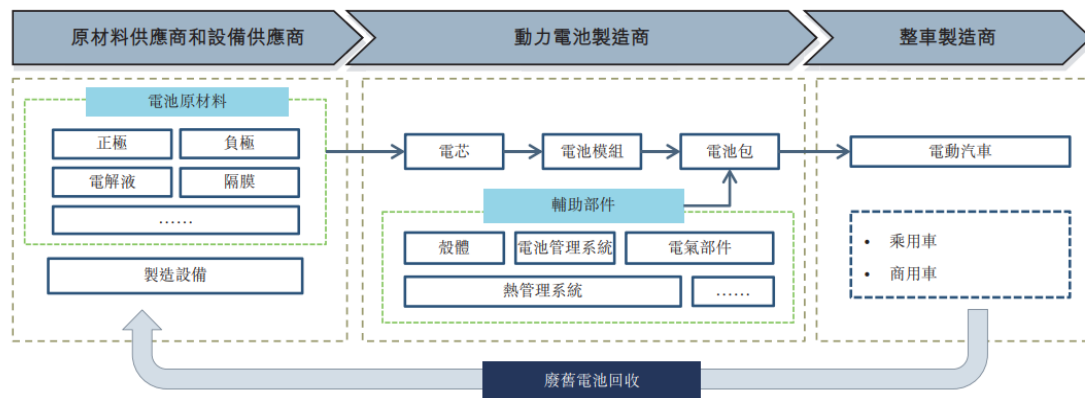 原材料供應商和設備供應商
動力電池製造商
整車製造商
電池原材料
正極
負極
電解液
隔膜
……
製造設備
電芯
電池模組
電池包
輔助部件
殼體
電池管理系統
電氣部件
熱管理系統
……
電動汽車
• 乘用車
• 商用車
廢舊電池回收